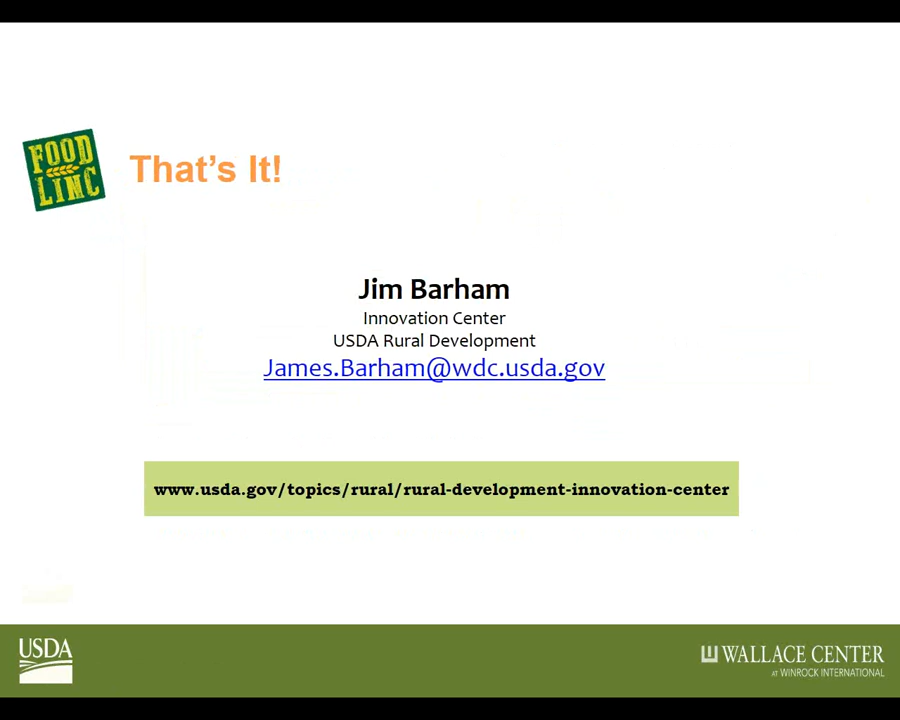 FOOD
LINC
That's It!
Jim Barham
Innovation Center
USDA Rural Development
James.Barham@wdc.usda.gov
www.usda.gov/topics/rural/rural-development-innovation-center
USDA
WALLACE CENTER
AT WINROCK INTERNATIONAL